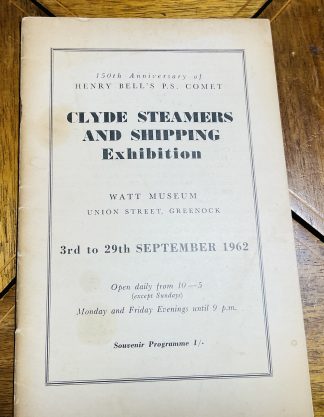 150th Anniversary of
HENRY BELL'S P.S. COMET
CLYDE STEAMERS
AND SHIPPING
Exhibition
WATT MUSEUM
UNION STREET, GREENOCK
3rd to 29th SEPTEMBER 1962
Open daily from 10—5
(except Sundays)
Monday and Friday Evenings until 9 p.m.
Souvenir Programme 1/-